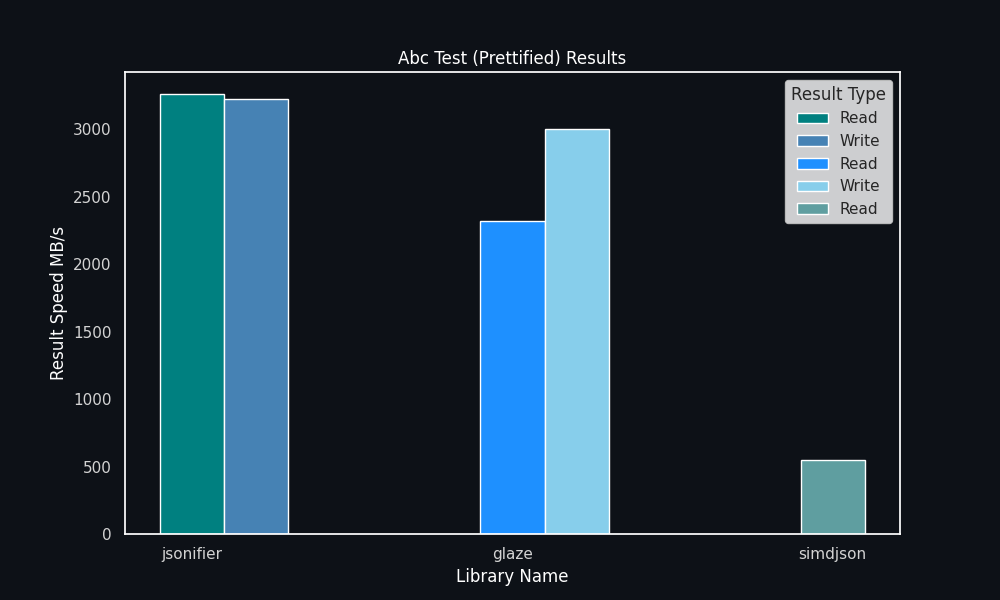 Abc Test (Prettified) Results
Result Type
Read
Write
Read
Write
Read
Result Speed MB/s
3000
2500
2000
1500
1000
500
0
jsonifier
glaze
simdjson
Library Name